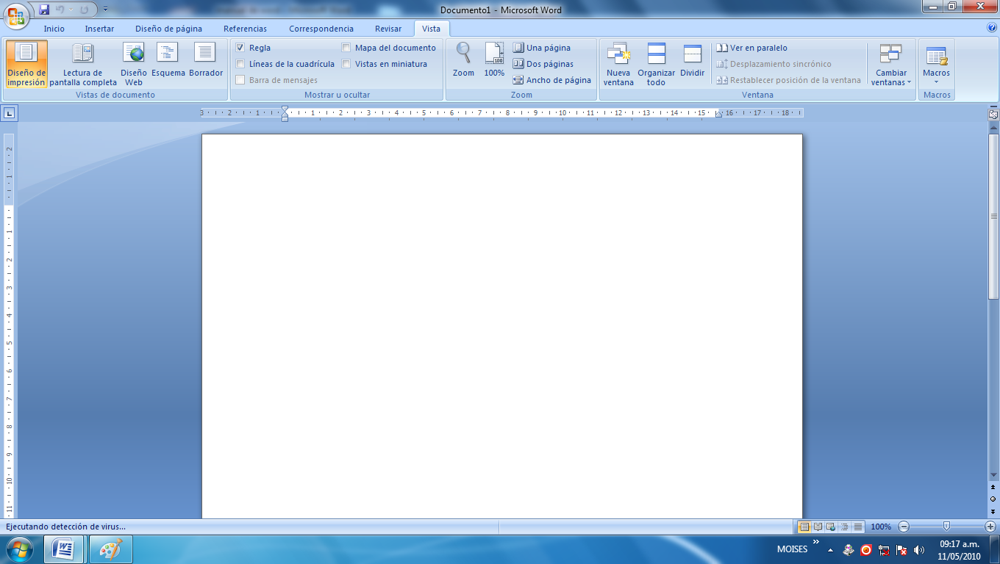 Documento1 - Microsoft Word
Inicio Insertar Diseño de página Referencias Correspondencia Revisar Vista
Diseño de impresión
Lectura de pantalla completa
Diseño Web
Esquema
Borrador
Vistas de documento
Regla
Líneas de la cuadrícula
Barra de mensajes
Mapa del documento
Vistas en miniatura
Mostrar u ocultar
Zoom
100
100%
Una página
Dos páginas
Ancho de página
Zoom
Nueva ventana
Organizar todo
Dividir
Ver en paralelo
Desplazamiento sincrónico
Restablecer posición de la ventana
Cambiar ventanas
Ventana
Macros
Macros
3 2 1 1 2 3 4 5 6 7 8 9 10 11 12 13 14 15 16 17 18
2
1
1
2
3
4
5
6
7
8
9
10
11
Ejecutando detección de virus...
100%
MOISES
09:17 a.m.
11/05/2010